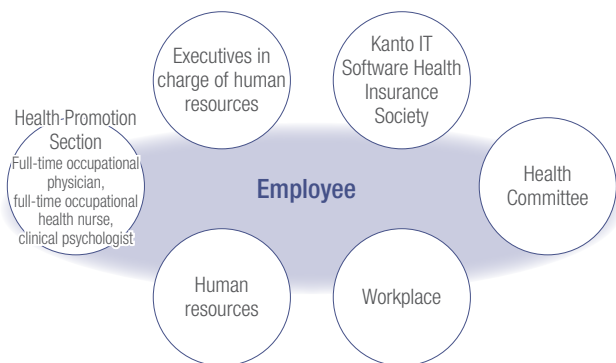 Executives in
charge of human
resources
Kanto IT
Software Health
Insurance
Society
Health-Promotion
Section
Full-time occupational
physician,
full-time occupational
health nurse,
clinical psychologist
Employee
Health
Committee
Human
resources
Workplace